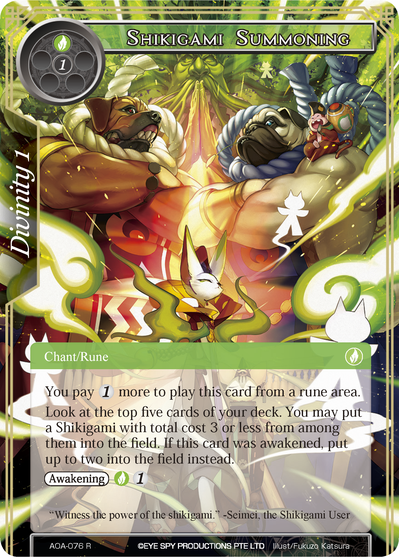 Shikigami Summoning
1
Divinity 1
Chant/Rune
You pay 1 more to play this card from a rune area.
Look at the top five cards of your deck. You may put
a Shikigami with total cost 3 or less from among
them into the field. If this card was awakened, put
up to two into the field instead.
Awakening 1
"Witness the power of the shikigami." -Seimei, the Shikigami User
AOA-076 R ©EYE SPY PRODUCTIONS PTE LTD Illust/Fukuzo Katsura